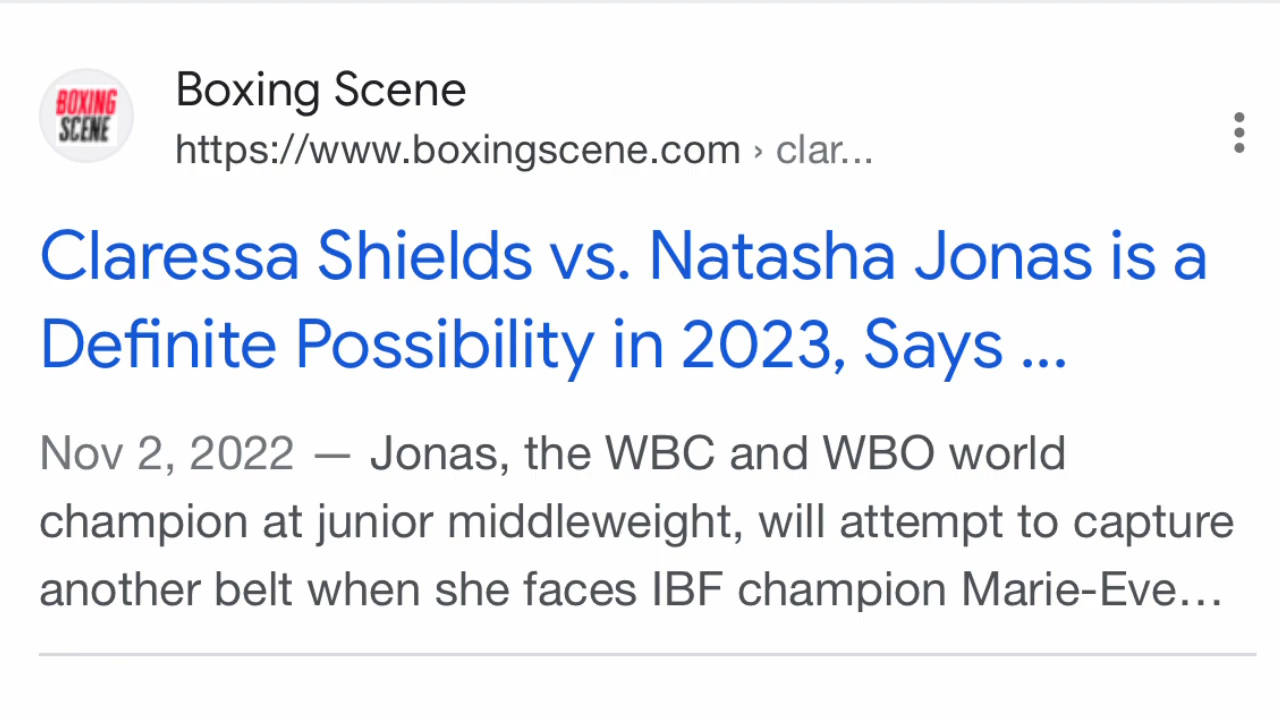 BOXING
SCENE
Boxing Scene
https://www.boxingscene.com › clar...
Claressa Shields vs. Natasha Jonas is a
Definite Possibility in 2023, Says ...
Nov 2, 2022 — Jonas, the WBC and WBO world
champion at junior middleweight, will attempt to capture
another belt when she faces IBF champion Marie-Eve...